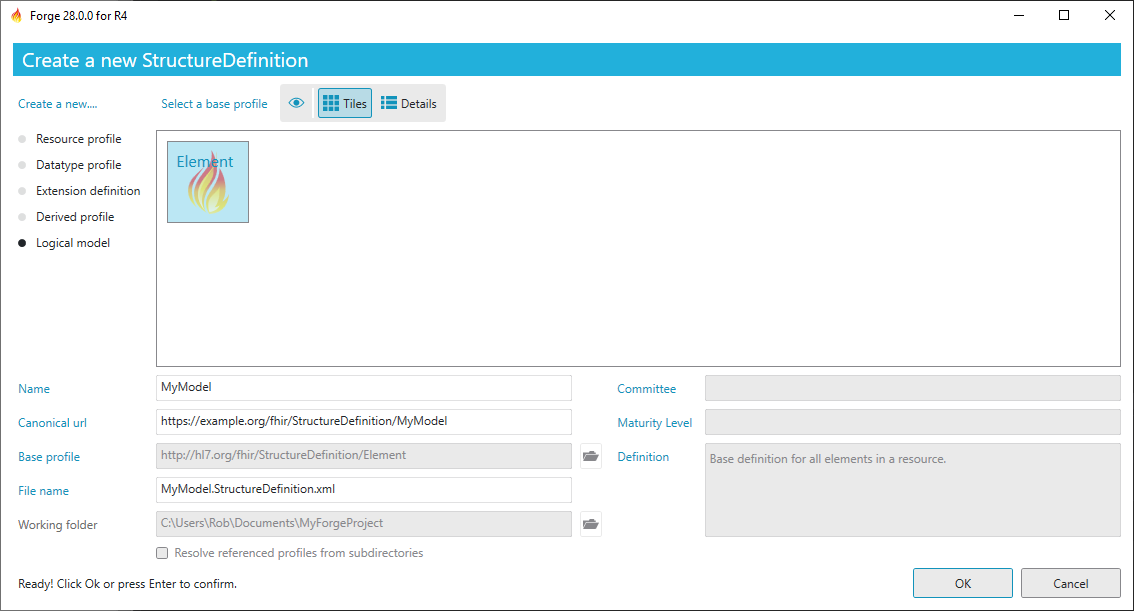 Forge 28.0.0 for R4
Create a new StructureDefinition
Create a new....
Select a base profile
Tiles
Details
Resource profile
Datatype profile
Extension definition
Derived profile
Logical model
Element
Name
MyModel
Committee
Canonical url
https://example.org/fhir/StructureDefinition/MyModel
Maturity Level
Base profile
http://hl7.org/fhir/StructureDefinition/Element
Definition
Base definition for all elements in a resource.
File name
MyModel.StructureDefinition.xml
Working folder
C:\Users\Rob\Documents\MyForgeProject
Resolve referenced profiles from subdirectories
Ready! Click Ok or press Enter to confirm.
OK
Cancel